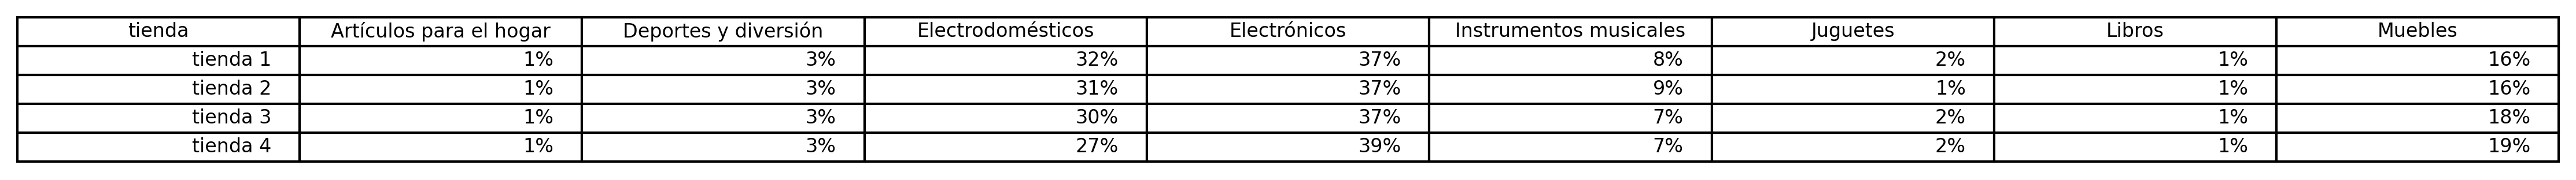 tienda Artículos para el hogar Deportes y diversión Electrodomésticos Electrónicos Instrumentos musicales Juguetes Libros Muebles
tienda 1 1% 3% 32% 37% 8% 2% 1% 16%
tienda 2 1% 3% 31% 37% 9% 1% 1% 16%
tienda 3 1% 3% 30% 37% 7% 2% 1% 18%
tienda 4 1% 3% 27% 39% 7% 2% 1% 19%